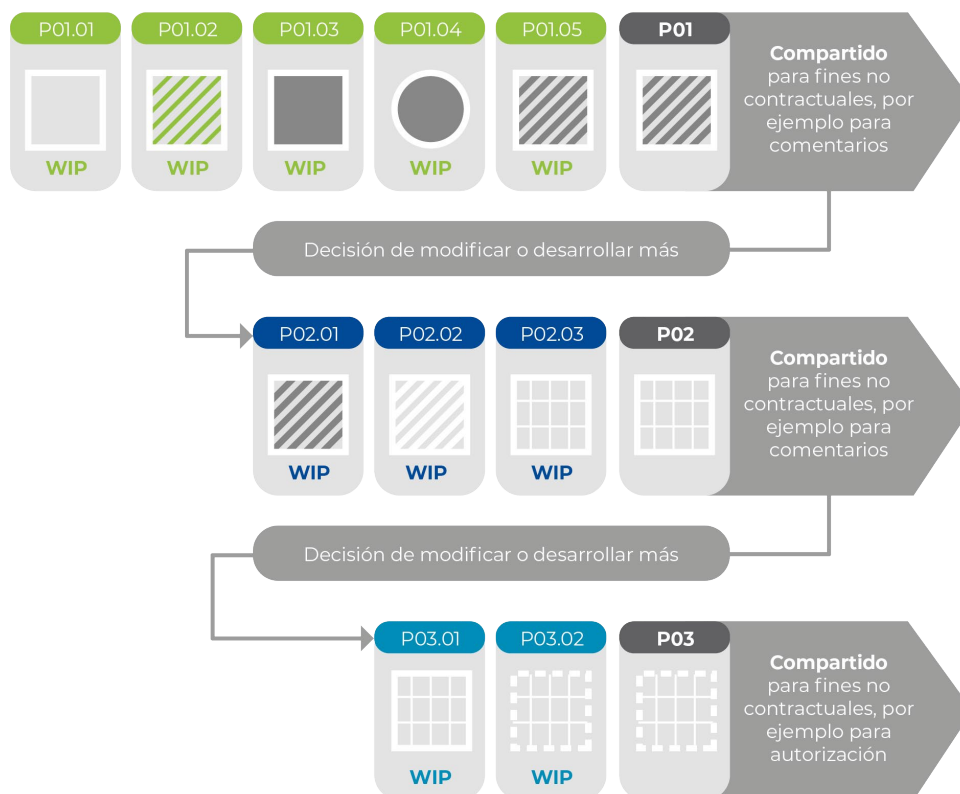 P01.01 P01.02 P01.03 P01.04 P01.05 P01
WIP WIP WIP WIP WIP
Compartido
para fines no
contractuales, por
ejemplo para
comentarios
Decisión de modificar o desarrollar más
P02.01 P02.02 P02.03 P02
WIP WIP WIP
Compartido
para fines no
contractuales, por
ejemplo para
comentarios
Decisión de modificar o desarrollar más
P03.01 P03.02 P03
WIP WIP
Compartido
para fines no
contractuales, por
ejemplo para
autorización